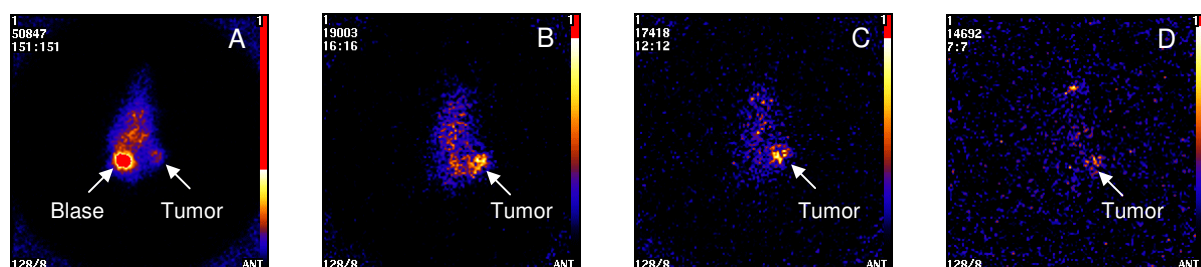 1 1 A
50847
151:151
Blase Tumor
128/8 ANT
1 1 B
19003
16:16
Tumor
128/8 ANT
1 1 C
17418
12:12
Tumor
128/8 ANT
1 1 D
14692
7:7
Tumor
128/8 ANT